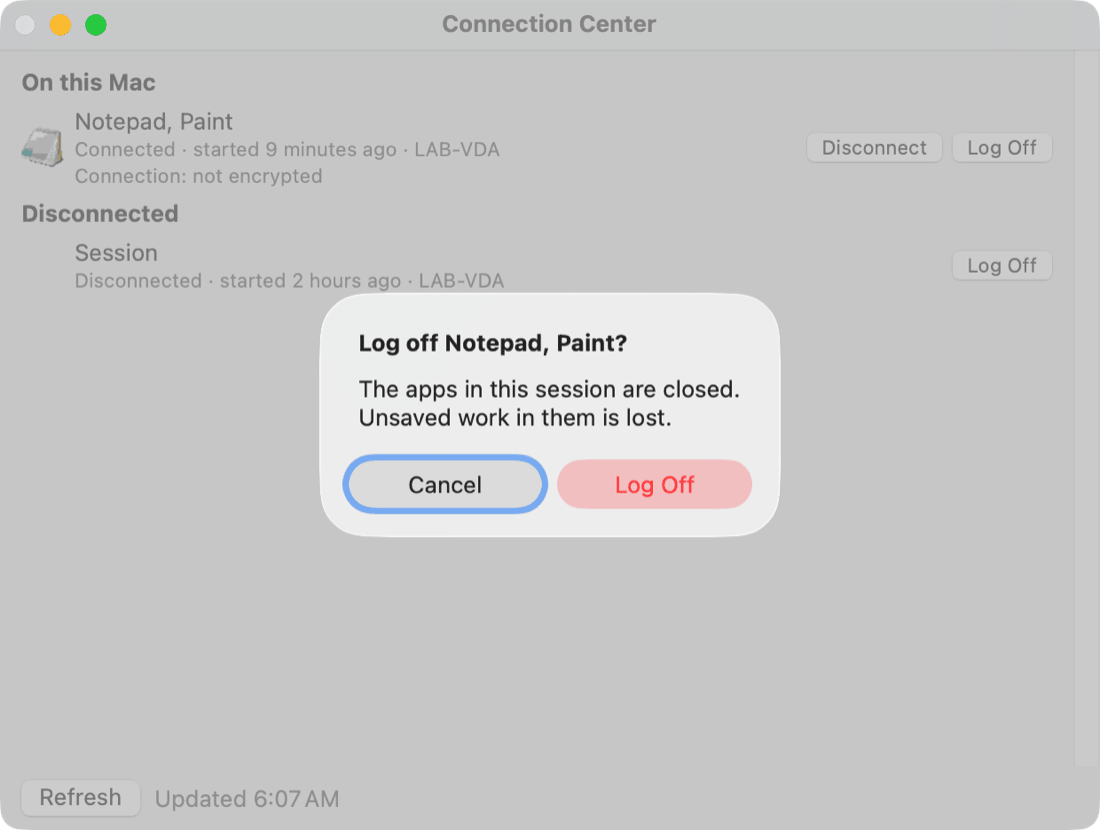 Connection Center
On this Mac
Notepad, Paint
Connected · started 9 minutes ago · LAB-VDA
Connection: not encrypted
Disconnect
Log Off
Disconnected
Session
Disconnected · started 2 hours ago · LAB-VDA
Log Off
Log off Notepad, Paint?
The apps in this session are closed.
Unsaved work in them is lost.
Cancel
Log Off
Refresh
Updated 6:07 AM